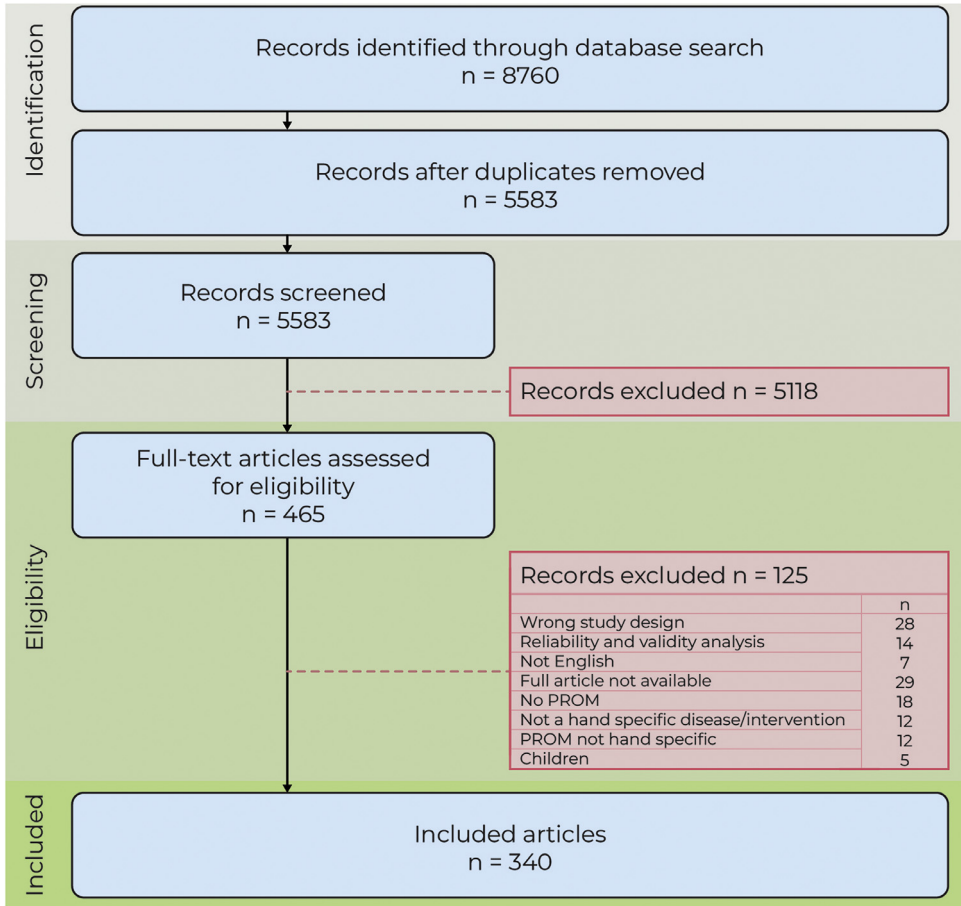 Identification
Records identified through database search
n = 8760
Records after duplicates removed
n = 5583
Screening
Records screened
n = 5583
Records excluded n = 5118
Eligibility
Full-text articles assessed
for eligibility
n = 465
Records excluded n = 125
n
Wrong study design 28
Reliability and validity analysis 14
Not English 7
Full article not available 29
No PROM 18
Not a hand specific disease/intervention 12
PROM not hand specific 12
Children 5
Included
Included articles
n = 340